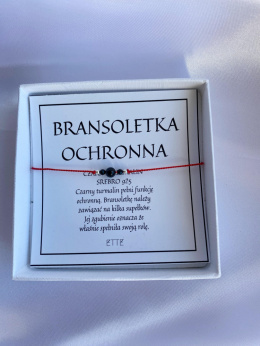 BRANSOLETKA
OCHRONNA
SREBRO 925
Czarny turmalin pełni funkcję
ochronną. Bransoletkę należy
zawiązać na kilka supełków.
Jej zgubienie oznacza że
właśnie spełniła swoją rolę.